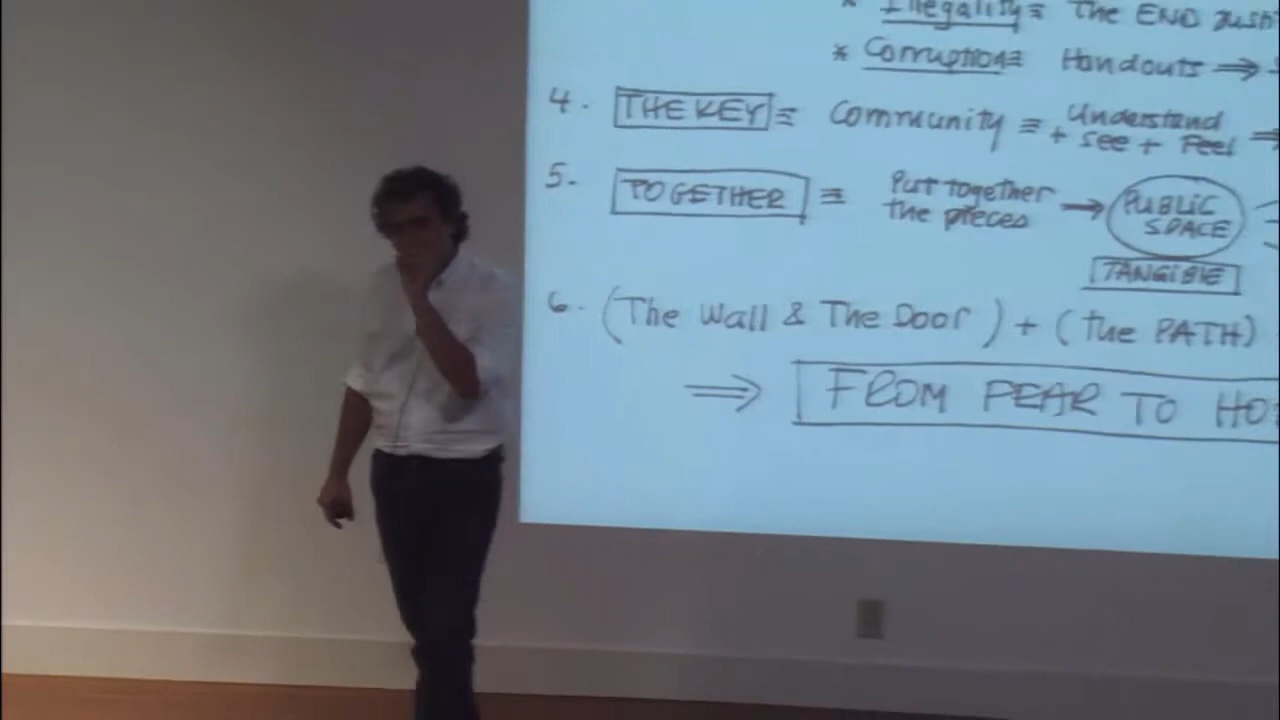 * Illegality ≡ The END
* Corruption ≡ Handouts ⇒
4. THE KEY ≡ Community ≡ Understand + see + Feel ⇒
5. TOGETHER ≡ Put together the pieces → PUBLIC SPACE
TANGIBLE
6. (The Wall & The Door) + (the PATH)
⇒ FROM FEAR TO